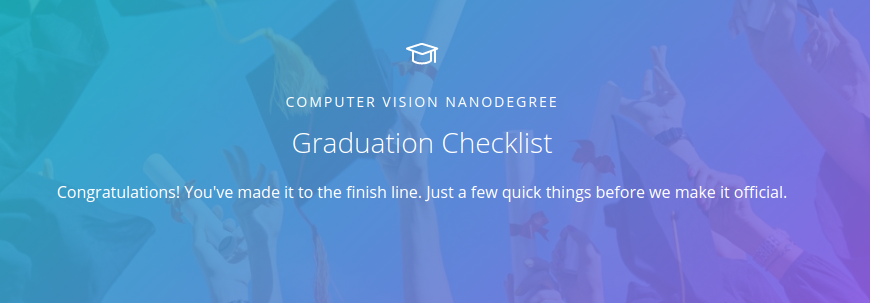 COMPUTER VISION NANODEGREE
Graduation Checklist
Congratulations! You've made it to the finish line. Just a few quick things before we make it official.